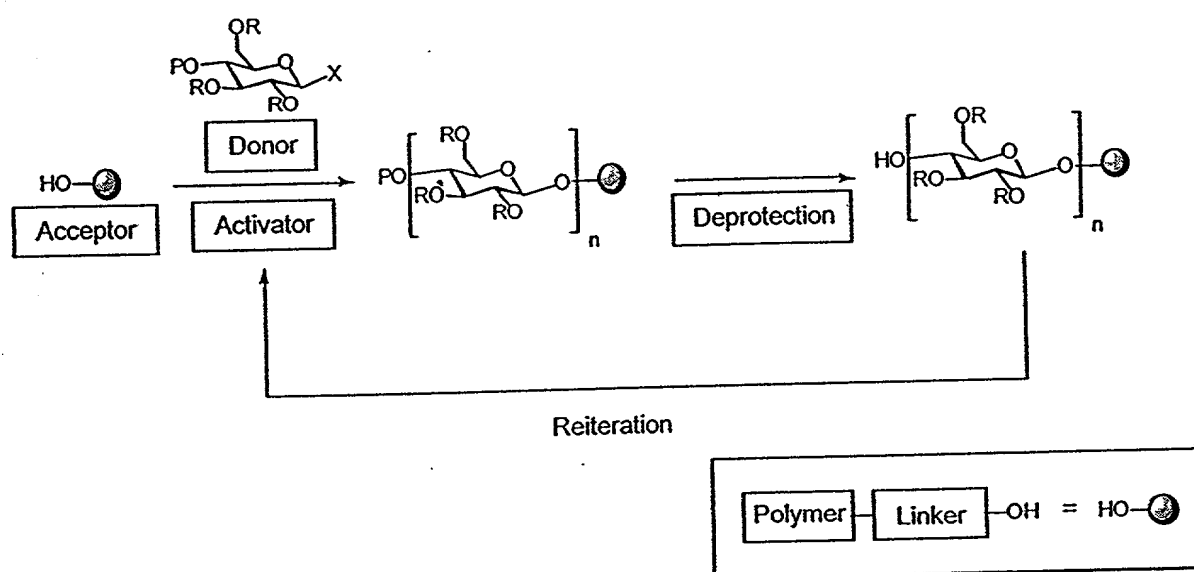 OR
PO
O
X
RO
RO
Donor
HO
Acceptor
Activator
RO
PO
O
O
RO
RO
n
Deprotection
OR
HO
O
O
RO
RO
n
Reiteration
Polymer Linker OH = HO